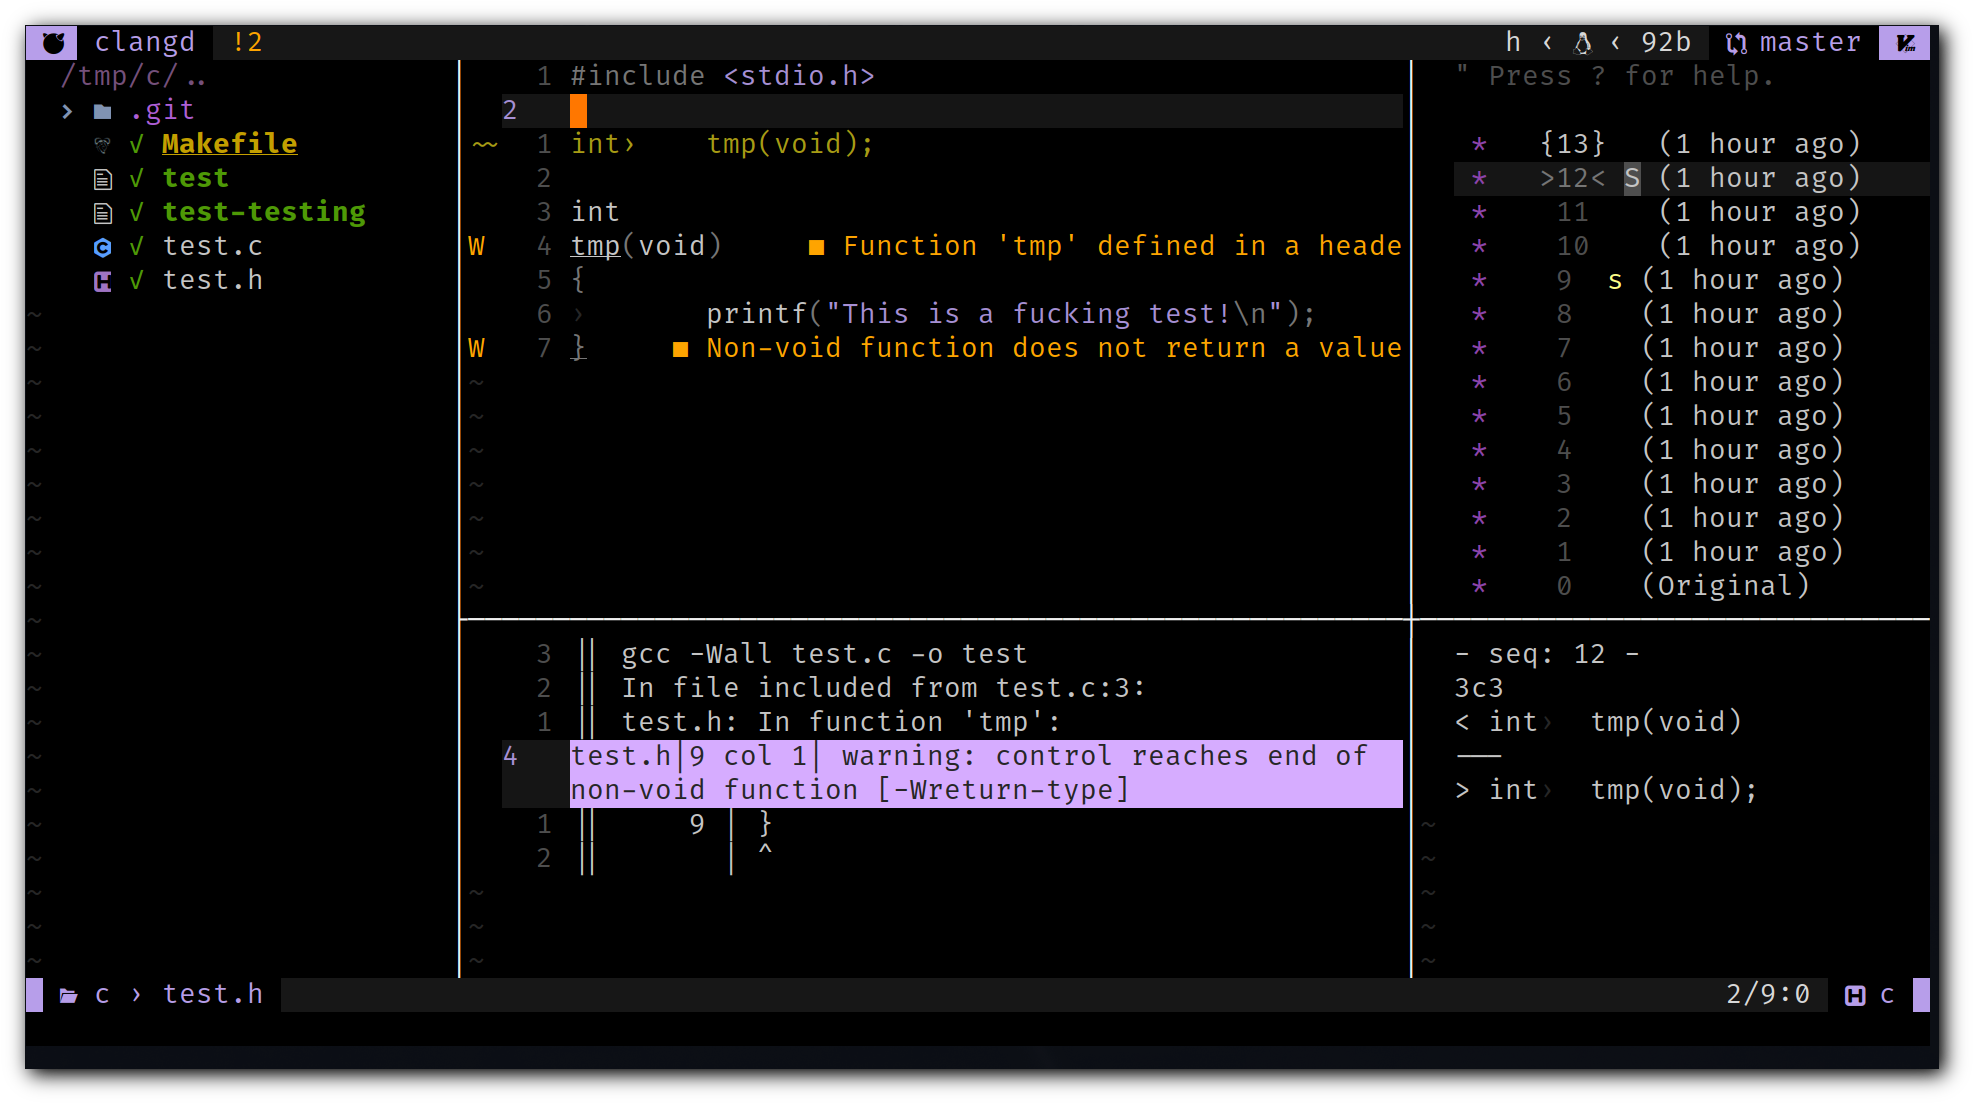 clangd !2 h ‹ ‹ 92b master
/tmp/c/..
› .git
√ Makefile
√ test
√ test-testing
√ test.c
√ test.h
1 #include <stdio.h>
2
~~ 1 int› tmp(void);
2
3 int
W 4 tmp(void) ■ Function 'tmp' defined in a heade
5 {
6 › printf("This is a fucking test!\n");
W 7 } ■ Non-void function does not return a value
" Press ? for help.
* {13} (1 hour ago)
* >12< S (1 hour ago)
* 11 (1 hour ago)
* 10 (1 hour ago)
* 9 s (1 hour ago)
* 8 (1 hour ago)
* 7 (1 hour ago)
* 6 (1 hour ago)
* 5 (1 hour ago)
* 4 (1 hour ago)
* 3 (1 hour ago)
* 2 (1 hour ago)
* 1 (1 hour ago)
* 0 (Original)
3 || gcc -Wall test.c -o test
2 || In file included from test.c:3:
1 || test.h: In function 'tmp':
4 test.h|9 col 1| warning: control reaches end of
non-void function [-Wreturn-type]
1 || 9 | }
2 || | ^
- seq: 12 -
3c3
< int› tmp(void)
---
> int› tmp(void);
c › test.h 2/9:0 c